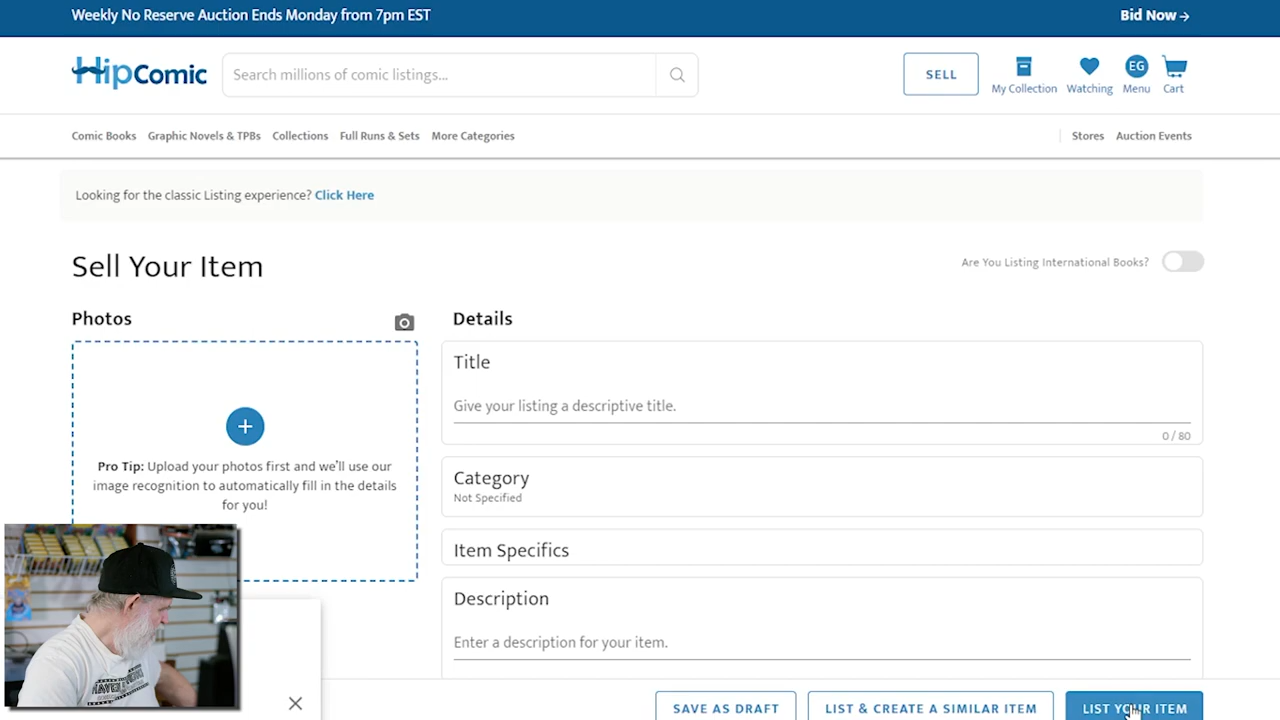 Weekly No Reserve Auction Ends Monday from 7pm EST
Bid Now →
HipComic
Search millions of comic listings...
SELL
EG
My Collection
Watching
Menu
Cart
Comic Books
Graphic Novels & TPBs
Collections
Full Runs & Sets
More Categories
Stores
Auction Events
Looking for the classic Listing experience? Click Here
Sell Your Item
Are You Listing International Books?
Photos
Pro Tip: Upload your photos first and we'll use our
image recognition to automatically fill in the details
for you!
Details
Title
Give your listing a descriptive title.
0 / 80
Category
Not Specified
Item Specifics
Description
Enter a description for your item.
SAVE AS DRAFT
LIST & CREATE A SIMILAR ITEM
LIST YOUR ITEM